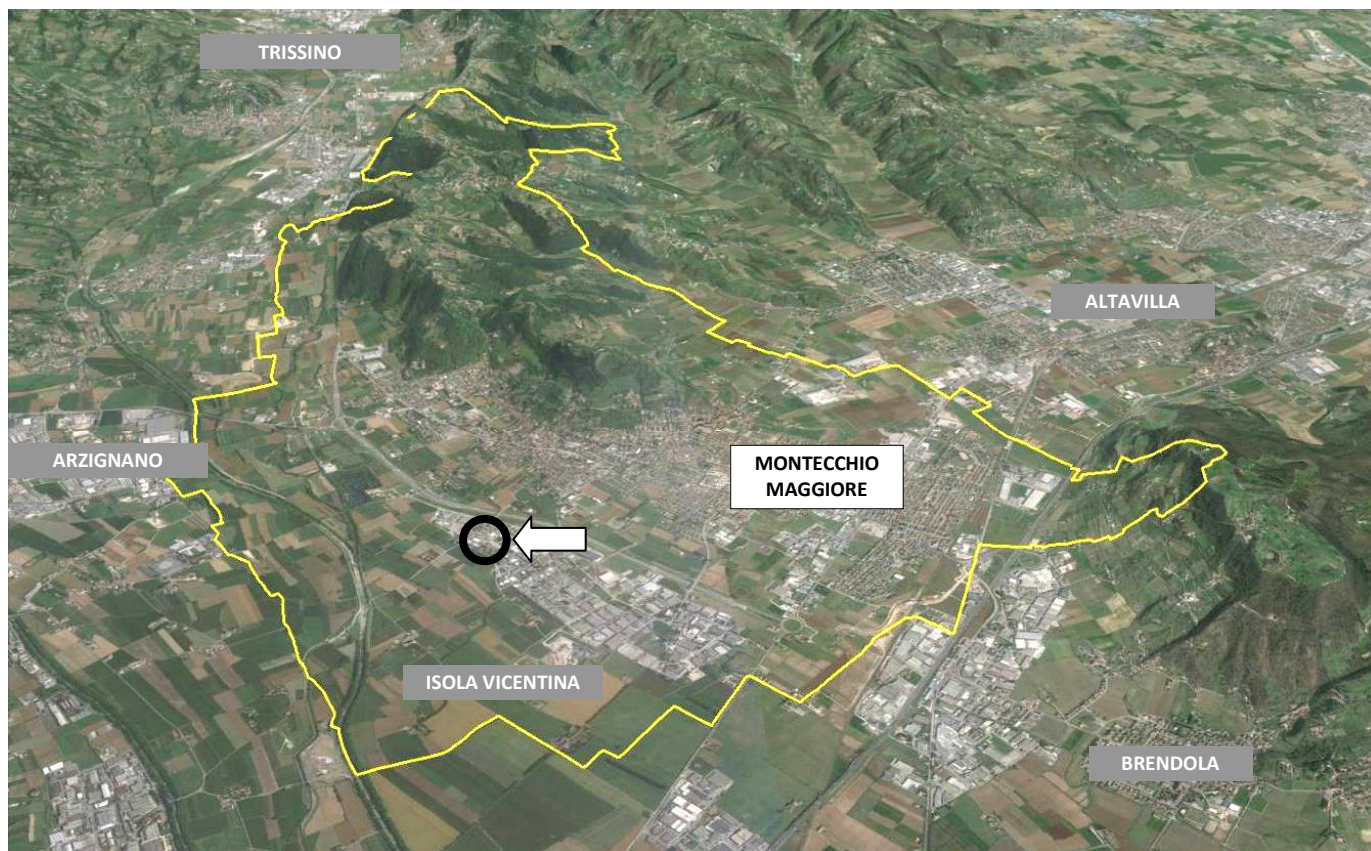 TRISSINO
ALTAVILLA
ARZIGNANO
MONTECCHIO
MAGGIORE
ISOLA VICENTINA
BRENDOLA